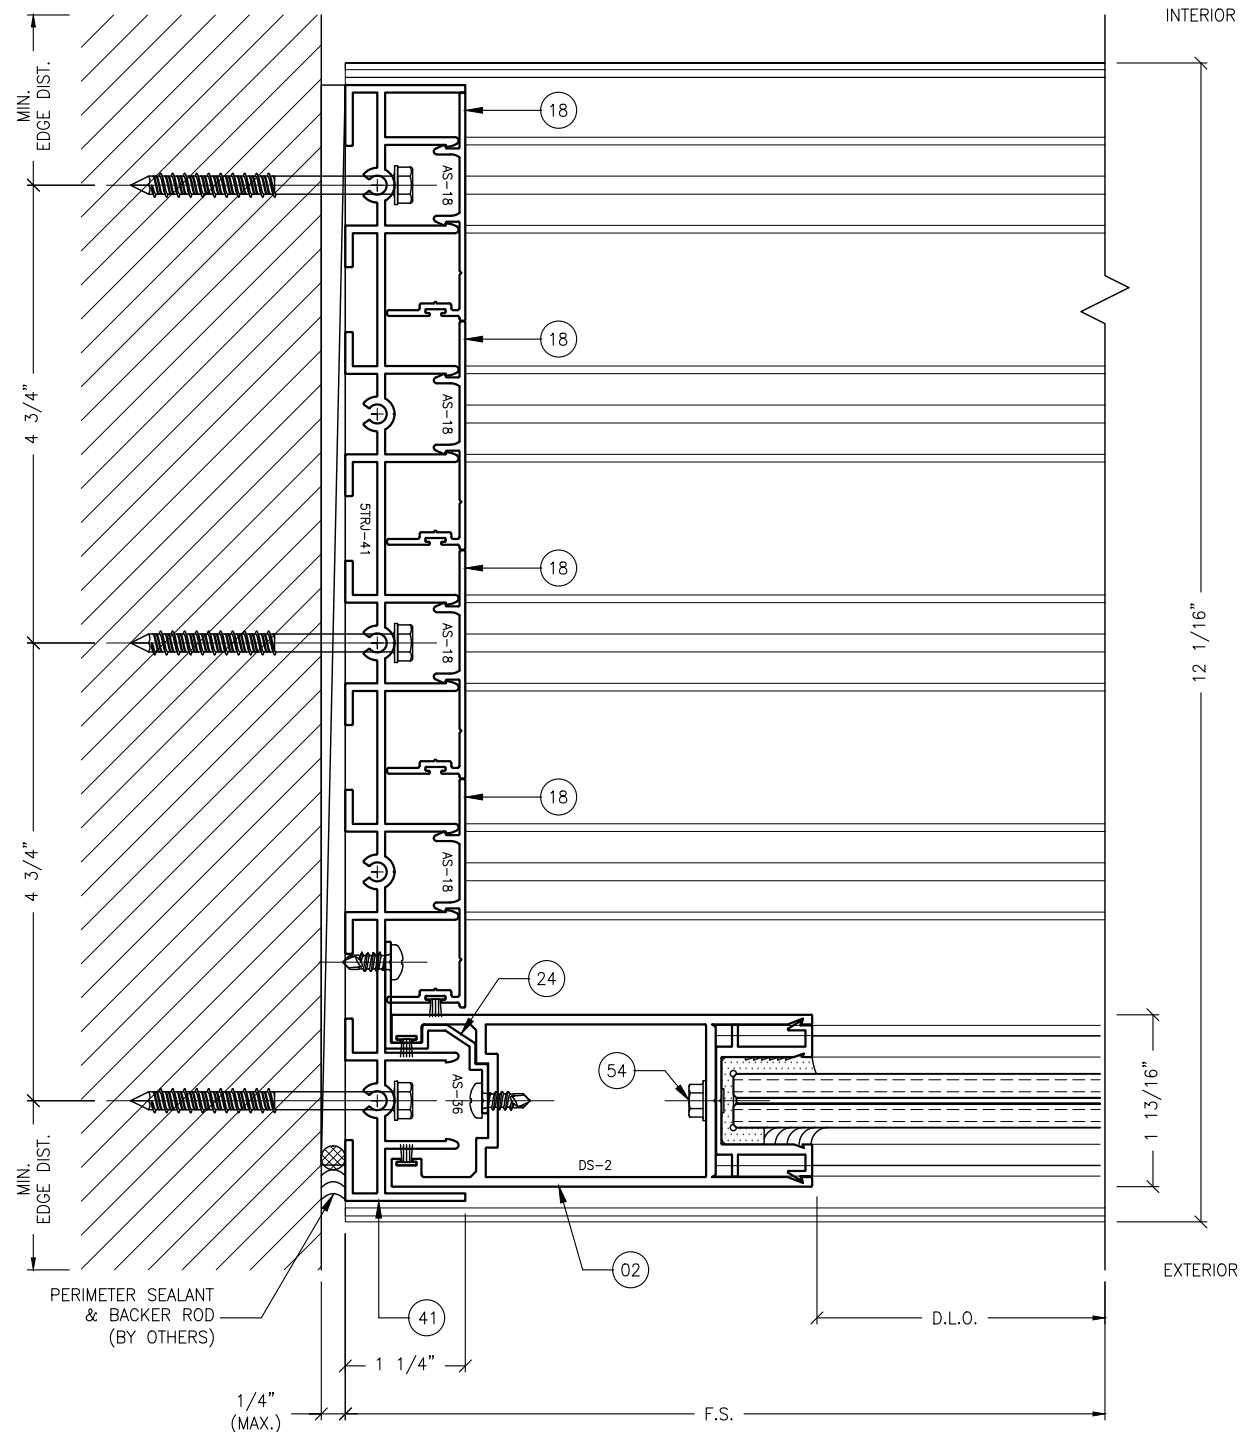 INTERIOR
MIN.
EDGE DIST.
18
AS-18
4 3/4"
18
AS-18
5TRJ-41
18
AS-18
12 1/16"
4 3/4"
18
AS-18
24
54
AS-36
1 13/16"
MIN.
EDGE DIST.
DS-2
02
EXTERIOR
PERIMETER SEALANT
& BACKER ROD
(BY OTHERS)
41
D.L.O.
1 1/4"
1/4"
(MAX.)
F.S.